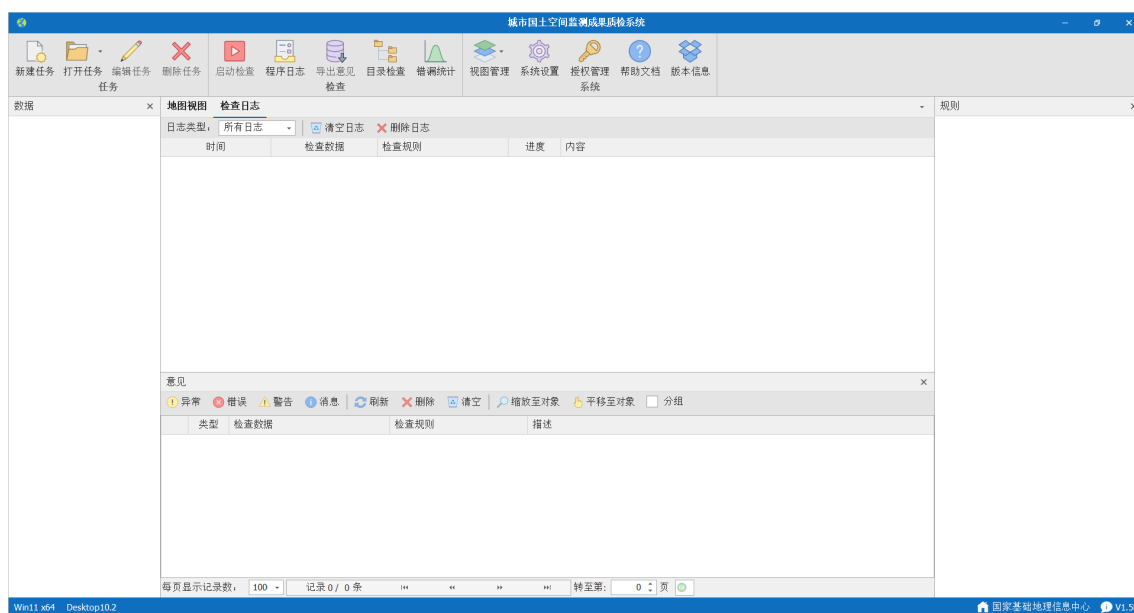 城市国土空间监测成果质检系统
新建任务 打开任务 编辑任务 删除任务 启动检查 程序日志 导出意见 目录检查 错漏统计 视图管理 系统设置 授权管理 帮助文档 版本信息
任务 检查 系统
数据 地图视图 检查日志 规则
日志类型： 所有日志 清空日志 删除日志
时间 检查数据 检查规则 进度 内容
意见
异常 错误 警告 消息 刷新 删除 清空 缩放至对象 平移至对象 分组
类型 检查数据 检查规则 描述
每页显示记录数： 100 记录 0 / 0 条 转至第: 0 页
Win11 x64 Desktop10.2 国家基础地理信息中心 V1.5